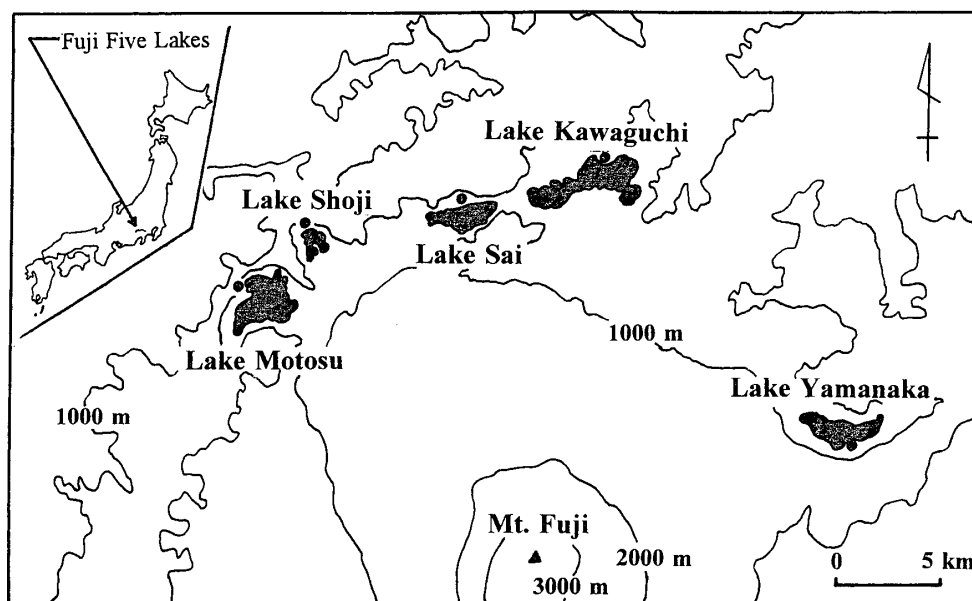 Fuji Five Lakes
Lake Kawaguchi
Lake Shoji
Lake Sai
1000 m
Lake Motosu
Lake Yamanaka
1000 m
Mt. Fuji
2000 m
3000 m
0 5 km